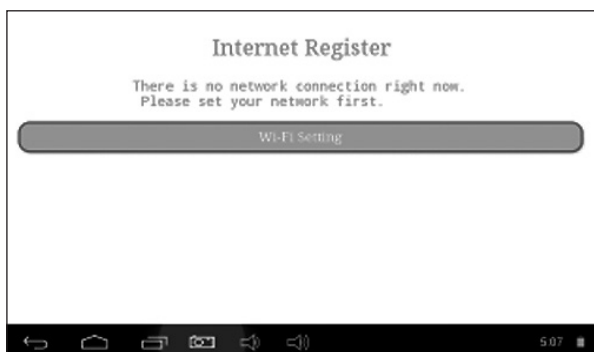 Internet Register
There is no network connection right now.
Please set your network first.
Wi-Fi Setting
5:07